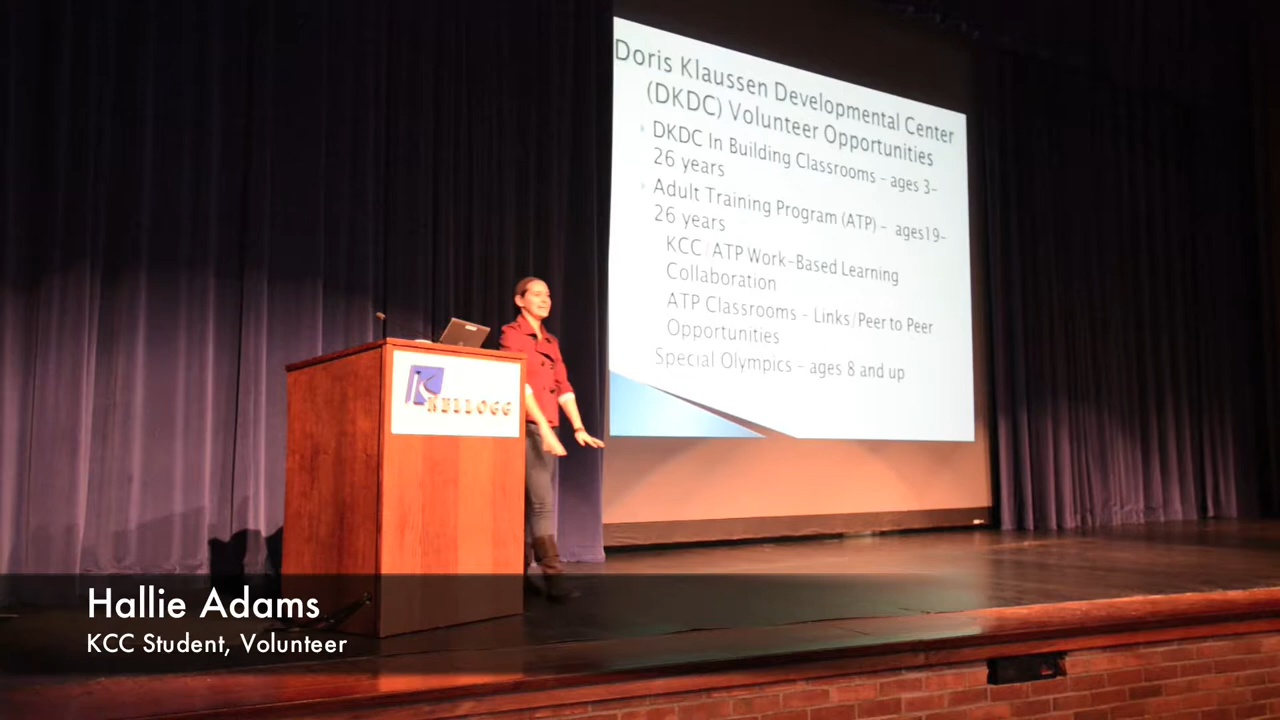 Doris Klaussen Developmental Center
(DKDC) Volunteer Opportunities
DKDC In Building Classrooms - ages 3-
26 years
Adult Training Program (ATP) - ages19-
26 years
KCC/ATP Work-Based Learning
Collaboration
ATP Classrooms - Links/Peer to Peer
Opportunities
Special Olympics - ages 8 and up
K
KELLOGG
Hallie Adams
KCC Student, Volunteer